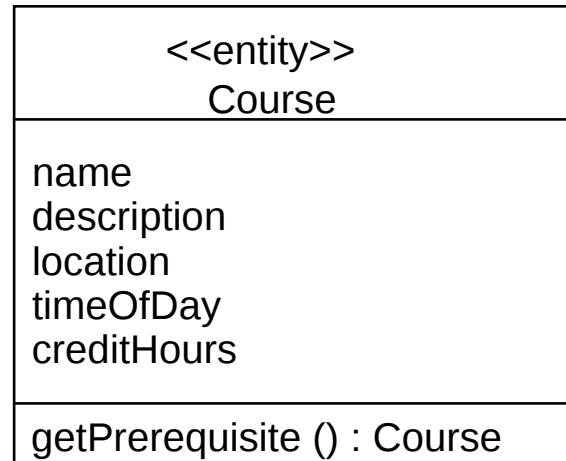 <<entity>>
Course
name
description
location
timeOfDay
creditHours
getPrerequisite () : Course